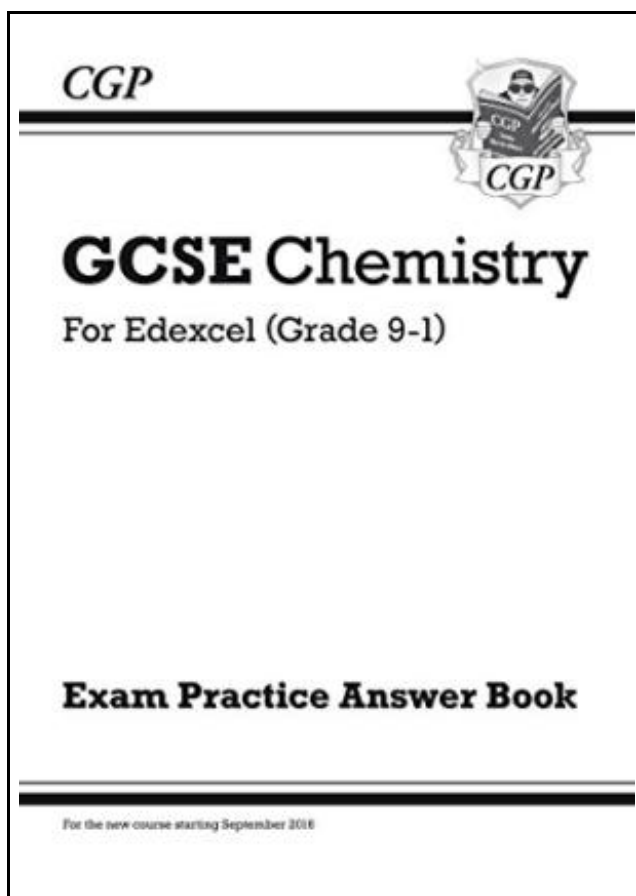 CGP
CGP
CGP
GCSE Chemistry
For Edexcel (Grade 9-1)
Exam Practice Answer Book
For the new course starting September 2016